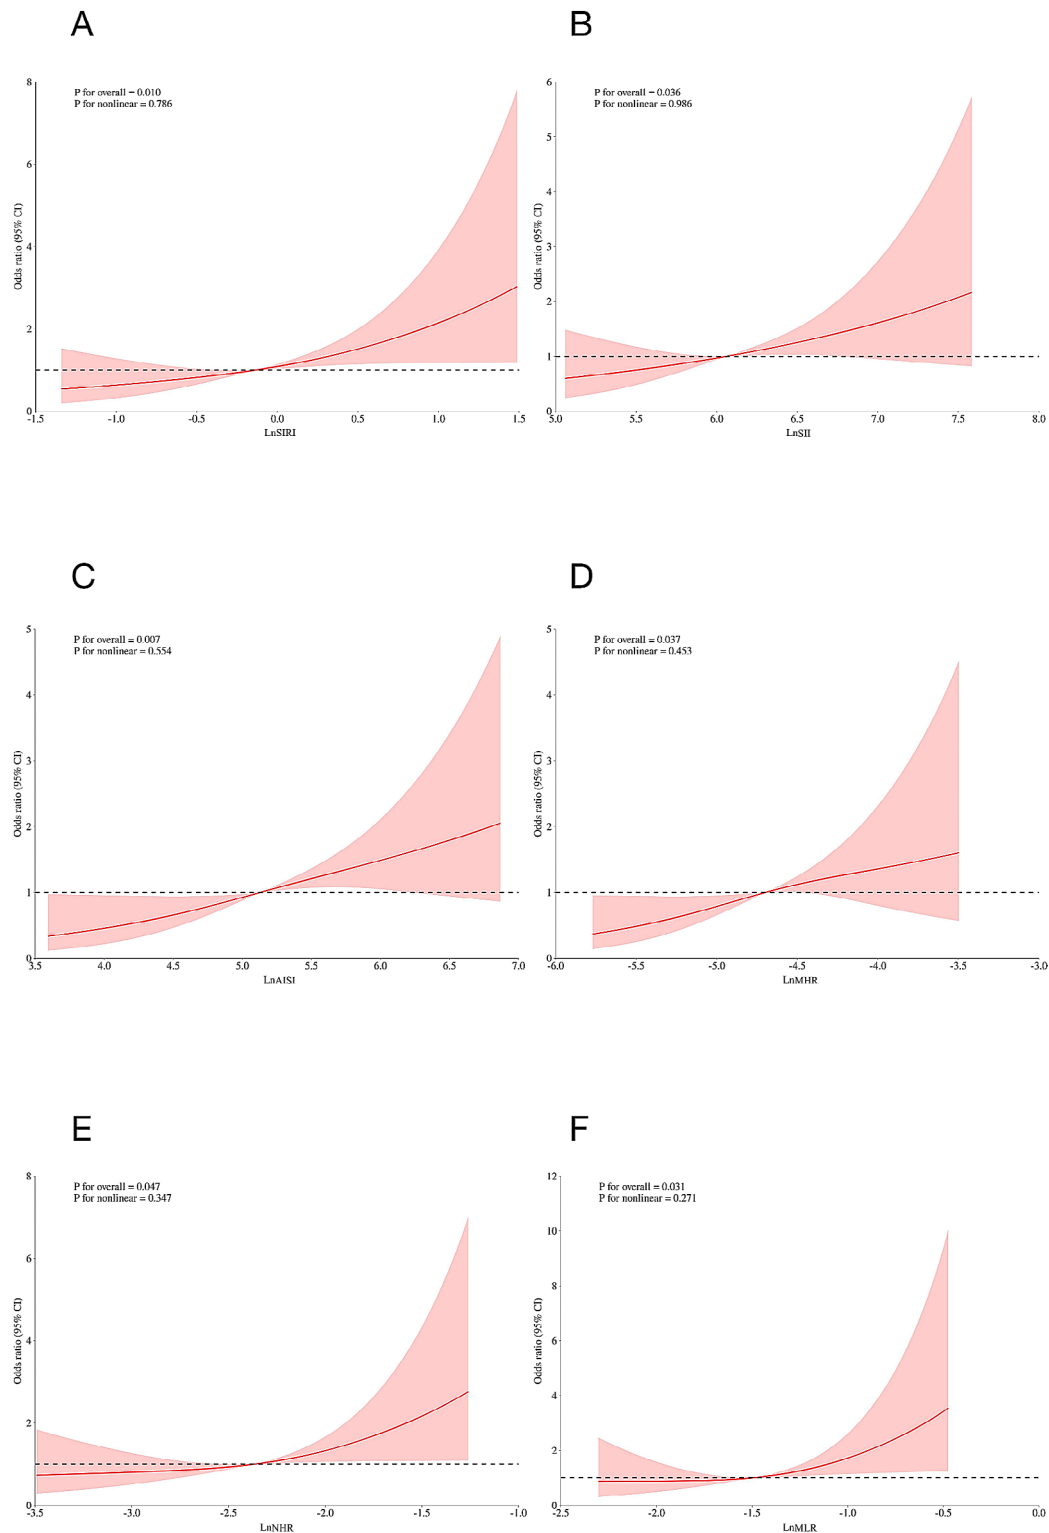 A
P for overall = 0.010
P for nonlinear = 0.786
Odds ratio (95% CI)
8
6
4
2
0
-1.5 -1.0 -0.5 0.0 0.5 1.0 1.5
LnSIRI
B
P for overall = 0.036
P for nonlinear = 0.986
Odds ratio (95% CI)
6
5
4
3
2
1
0
5.0 5.5 6.0 6.5 7.0 7.5 8.0
LnSII
C
P for overall = 0.007
P for nonlinear = 0.554
Odds ratio (95% CI)
5
4
3
2
1
0
3.5 4.0 4.5 5.0 5.5 6.0 6.5 7.0
LnAISI
D
P for overall = 0.037
P for nonlinear = 0.453
Odds ratio (95% CI)
5
4
3
2
1
0
-6.0 -5.5 -5.0 -4.5 -4.0 -3.5 -3.0
LnMHR
E
P for overall = 0.047
P for nonlinear = 0.347
Odds ratio (95% CI)
8
6
4
2
0
-3.5 -3.0 -2.5 -2.0 -1.5 -1.0
LnNHR
F
P for overall = 0.031
P for nonlinear = 0.271
Odds ratio (95% CI)
12
10
8
6
4
2
0
-2.5 -2.0 -1.5 -1.0 -0.5 0.0
LnMLR